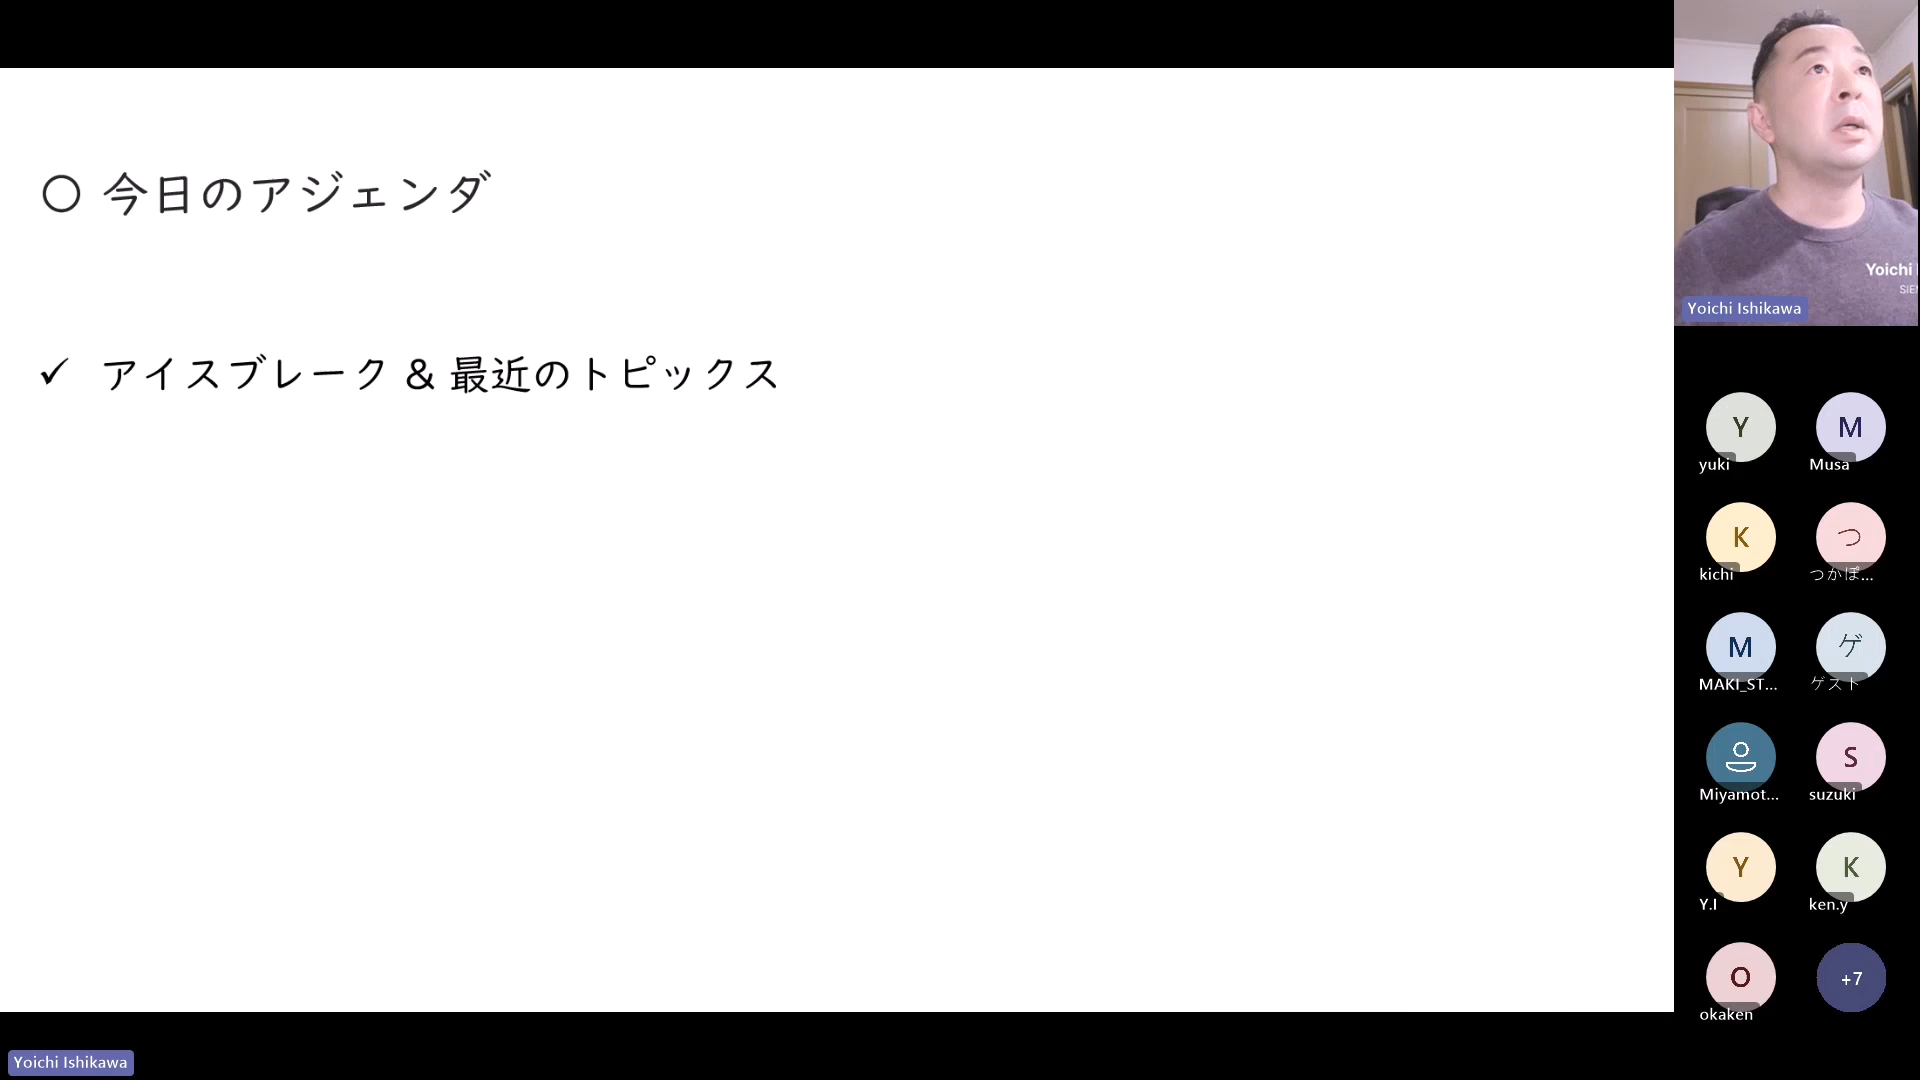 〇 今日のアジェンダ
✓ アイスブレーク & 最近のトピックス
Yoichi
SIE
Yoichi Ishikawa
Y
M
yuki
Musa
K
つ
kichi
つかぽ...
M
ゲ
MAKI_ST...
ゲスト
S
Miyamot...
suzuki
Y
K
Y.I
ken.y
O
+7
okaken
Yoichi Ishikawa